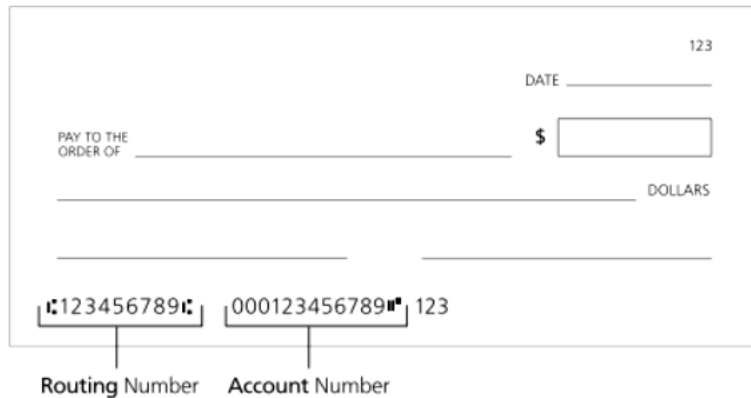 123
DATE
PAY TO THE
ORDER OF
$
DOLLARS
⑆123456789⑆ 000123456789⑈ 123
Routing Number Account Number